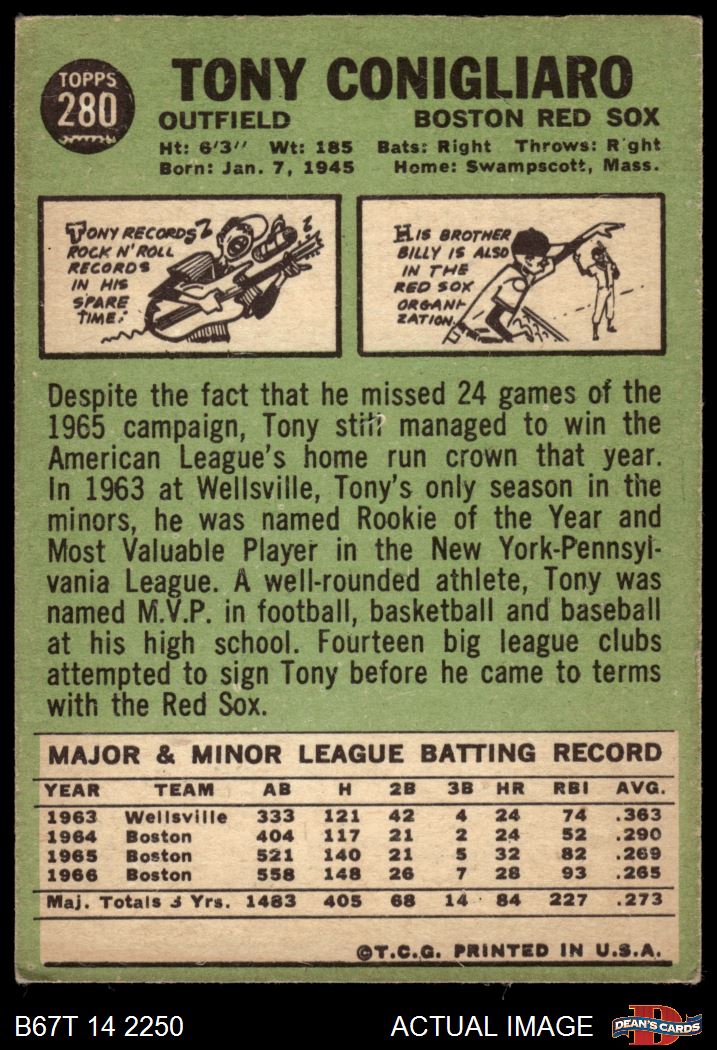 TOPPS
280
TONY CONIGLIARO
OUTFIELD BOSTON RED SOX
Ht: 6'3" Wt: 185 Bats: Right Throws: R ght
Born: Jan. 7, 1945 Home: Swampscott, Mass.
TONY RECORDS
ROCK N' ROLL
RECORDS
IN HIS
SPARE
TIME.
HIS BROTHER
BILLY IS ALSO
IN THE
RED SOX
ORGANI-
ZATION.
Despite the fact that he missed 24 games of the
1965 campaign, Tony still managed to win the
American League's home run crown that year.
In 1963 at Wellsville, Tony's only season in the
minors, he was named Rookie of the Year and
Most Valuable Player in the New York-Pennsyl-
vania League. A well-rounded athlete, Tony was
named M.V.P. in football, basketball and baseball
at his high school. Fourteen big league clubs
attempted to sign Tony before he came to terms
with the Red Sox.
MAJOR & MINOR LEAGUE BATTING RECORD
YEAR TEAM AB H 2B 3B HR RBI AVG.
1963 Wellsville 333 121 42 4 24 74 .363
1964 Boston 404 117 21 2 24 52 .290
1965 Boston 521 140 21 5 32 82 .269
1966 Boston 558 148 26 7 28 93 .265
Maj. Totals 3 Yrs. 1483 405 68 14 84 227 .273
©T.C.G. PRINTED IN U.S.A.
B67T 14 2250 ACTUAL IMAGE
D
DEAN'S CARDS